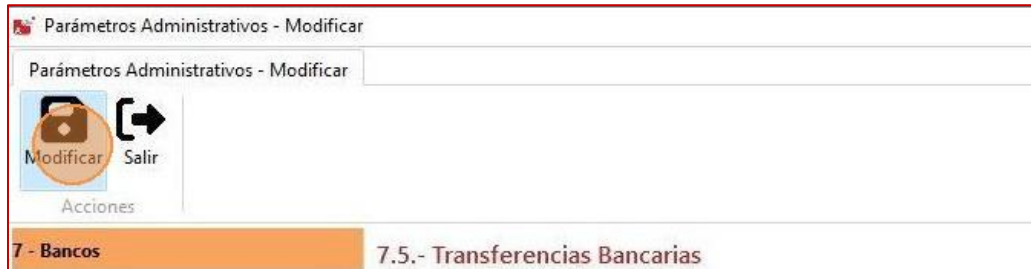 Parámetros Administrativos - Modificar
Parámetros Administrativos - Modificar
Modificar Salir
Acciones
7 - Bancos
7.5.- Transferencias Bancarias